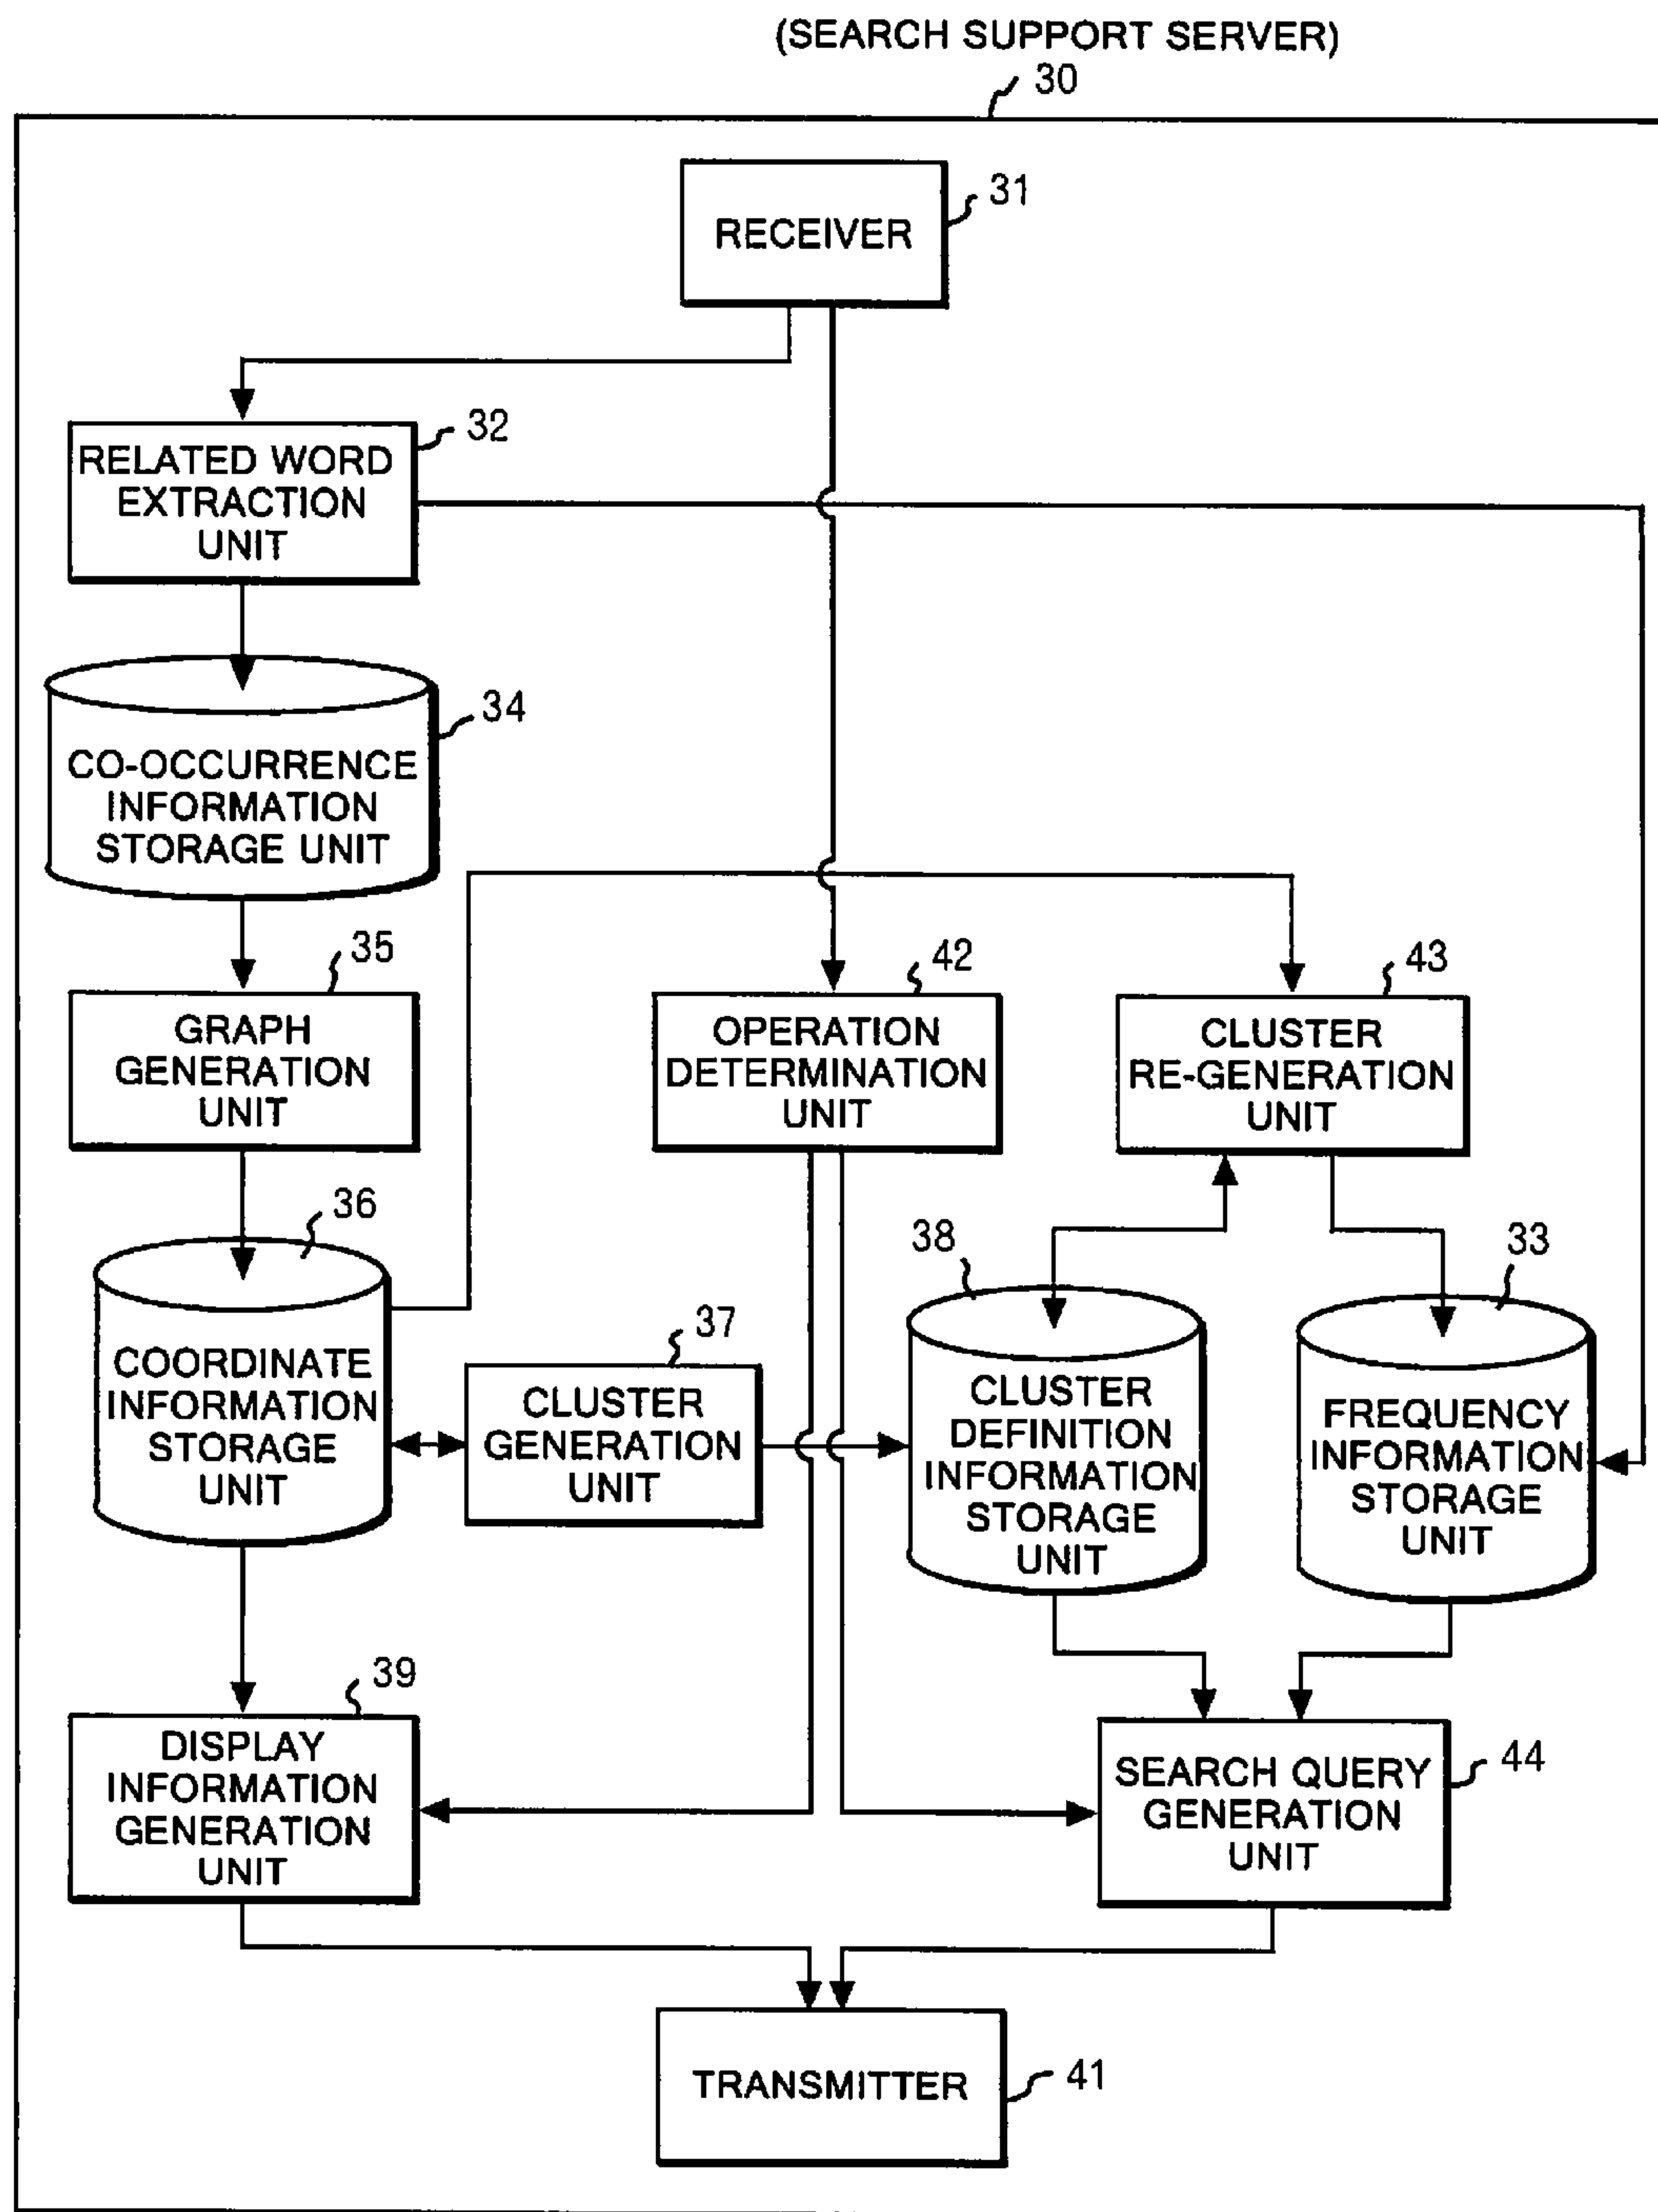 (SEARCH SUPPORT SERVER)
30
31
RECEIVER
32
RELATED WORD
EXTRACTION
UNIT
34
CO-OCCURRENCE
INFORMATION
STORAGE UNIT
35
GRAPH
GENERATION
UNIT
42
OPERATION
DETERMINATION
UNIT
43
CLUSTER
RE-GENERATION
UNIT
36
COORDINATE
INFORMATION
STORAGE
UNIT
37
CLUSTER
GENERATION
UNIT
38
CLUSTER
DEFINITION
INFORMATION
STORAGE
UNIT
33
FREQUENCY
INFORMATION
STORAGE
UNIT
39
DISPLAY
INFORMATION
GENERATION
UNIT
44
SEARCH QUERY
GENERATION
UNIT
41
TRANSMITTER